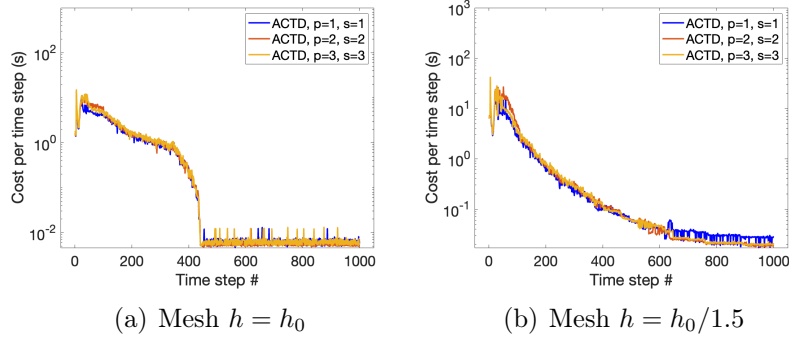 ACTD, p=1, s=1
ACTD, p=2, s=2
ACTD, p=3, s=3
Cost per time step (s)
10^2
10^0
10^-2
0 200 400 600 800 1000
Time step #
(a) Mesh h = h_0
ACTD, p=1, s=1
ACTD, p=2, s=2
ACTD, p=3, s=3
Cost per time step (s)
10^3
10^2
10^1
10^0
10^-1
0 200 400 600 800 1000
Time step #
(b) Mesh h = h_0/1.5